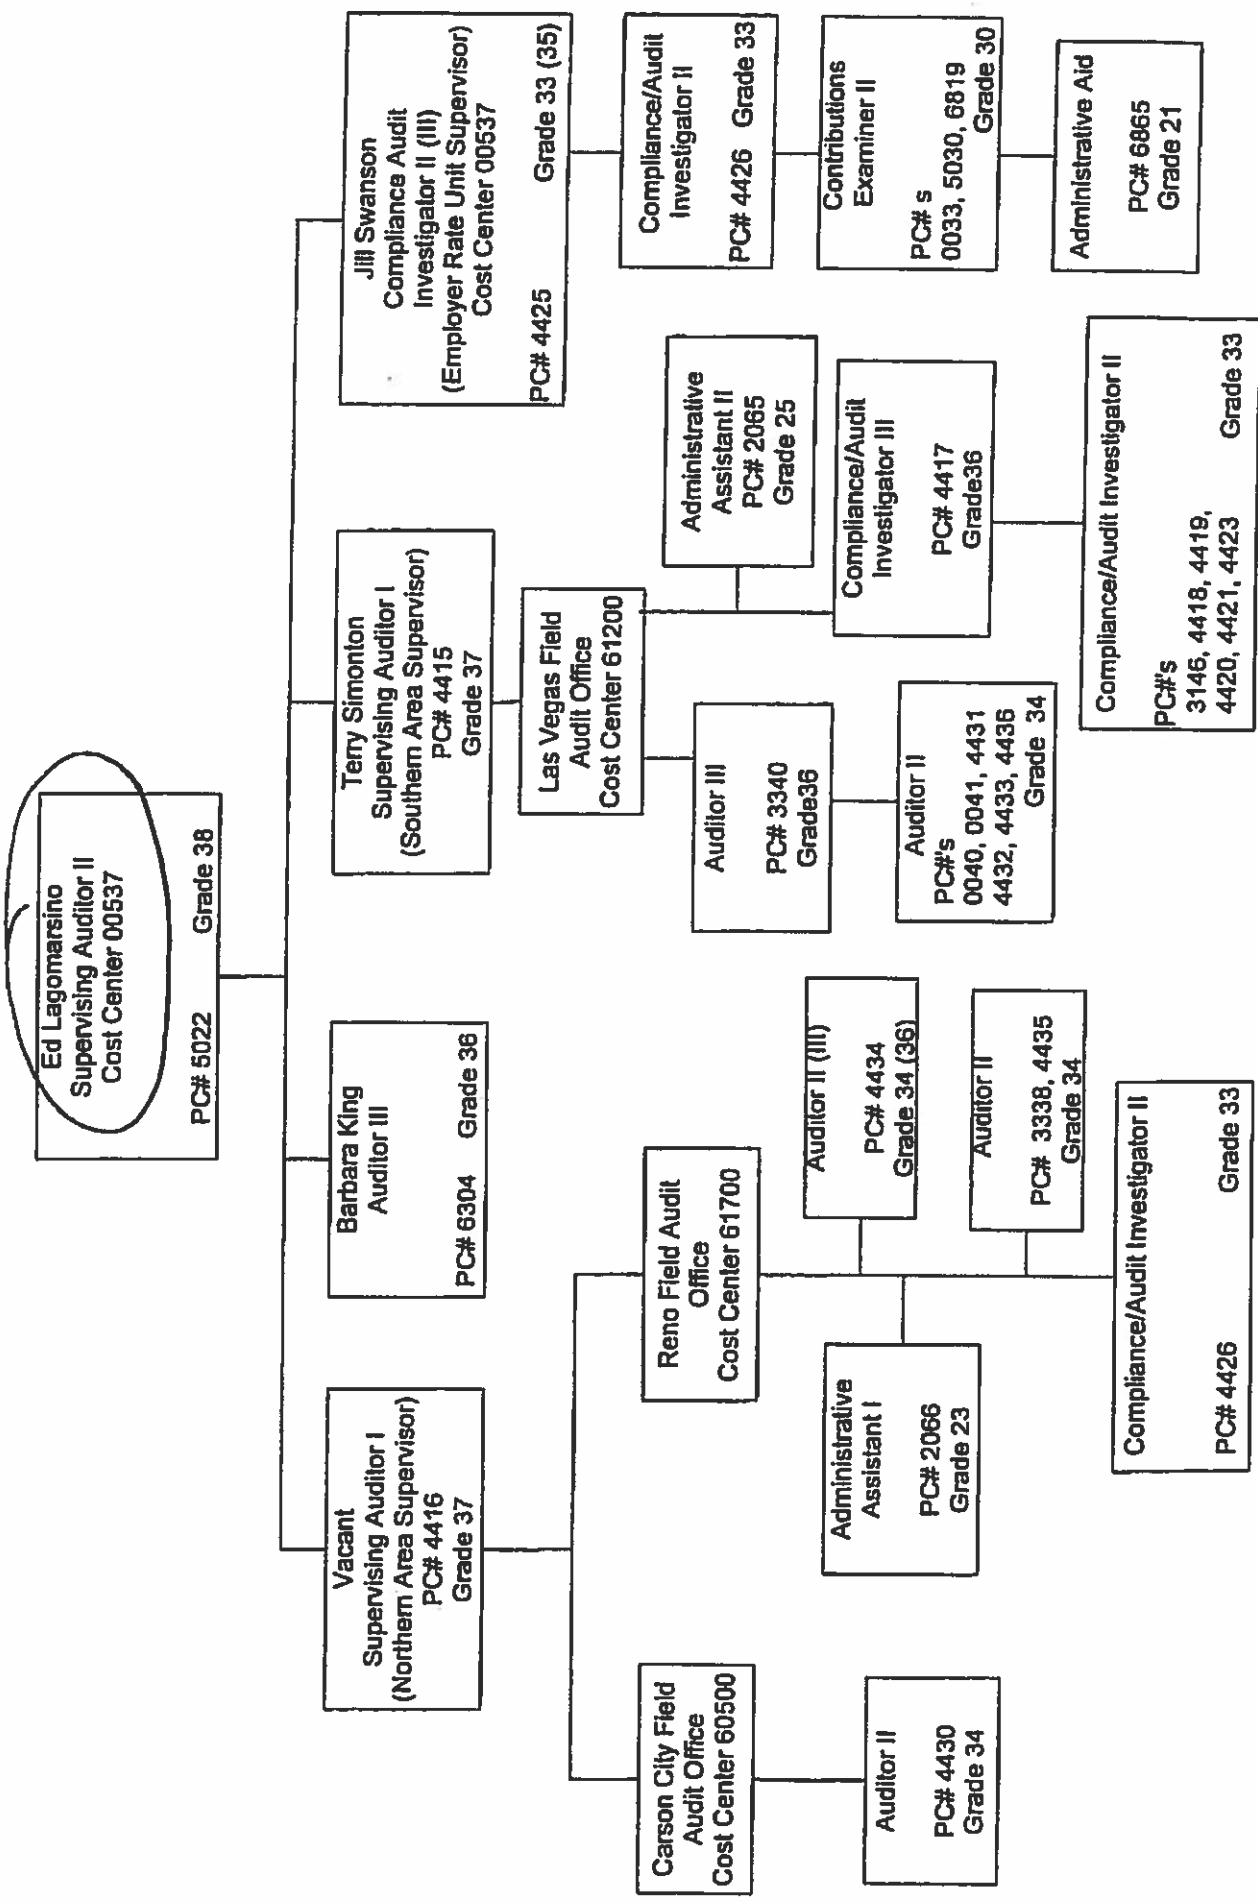 Ed Lagomarsino
Supervising Auditor II
Cost Center 00537
PC# 5022 Grade 38
Vacant
Supervising Auditor I
(Northern Area Supervisor)
PC# 4416
Grade 37
Barbara King
Auditor III
PC# 6304 Grade 36
Terry Simonton
Supervising Auditor I
(Southern Area Supervisor)
PC# 4415
Grade 37
Jill Swanson
Compliance Audit
Investigator II (III)
(Employer Rate Unit Supervisor)
Cost Center 00537
PC# 4425 Grade 33 (35)
Carson City Field
Audit Office
Cost Center 60500
Auditor II
PC# 4430
Grade 34
Reno Field Audit
Office
Cost Center 61700
Auditor II (III)
PC# 4434
Grade 34 (36)
Administrative
Assistant I
PC# 2066
Grade 23
Auditor II
PC# 3338, 4435
Grade 34
Compliance/Audit Investigator II
PC# 4426 Grade 33
Las Vegas Field
Audit Office
Cost Center 61200
Auditor III
PC# 3340
Grade36
Auditor II
PC#'s
0040, 0041, 4431
4432, 4433, 4436
Grade 34
Administrative
Assistant II
PC# 2065
Grade 25
Compliance/Audit
Investigator III
PC# 4417
Grade36
Compliance/Audit Investigator II
PC#'s
3146, 4418, 4419,
4420, 4421, 4423 Grade 33
Compliance/Audit
Investigator II
PC# 4426 Grade 33
Contributions
Examiner II
PC# s
0033, 5030, 6819
Grade 30
Administrative Aid
PC# 6865
Grade 21